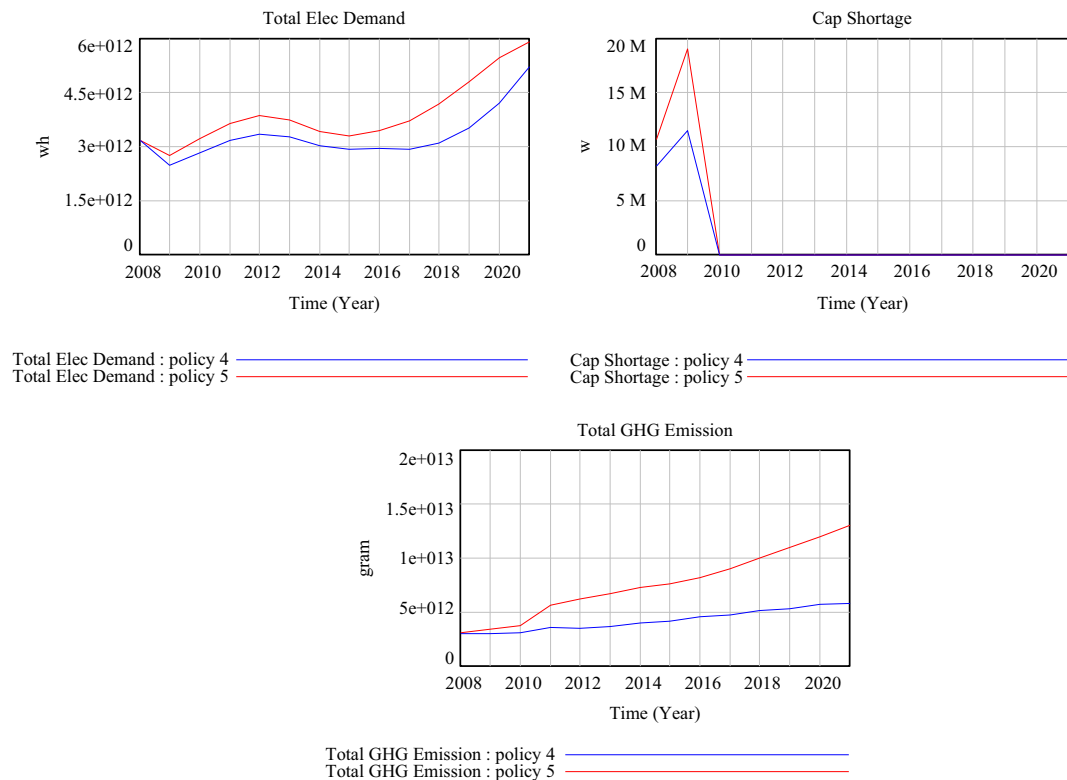 Total Elec Demand
6e+012
4.5e+012
3e+012
1.5e+012
0
wh
2008 2010 2012 2014 2016 2018 2020
Time (Year)
Total Elec Demand : policy 4
Total Elec Demand : policy 5
Cap Shortage
20 M
15 M
10 M
5 M
0
w
2008 2010 2012 2014 2016 2018 2020
Time (Year)
Cap Shortage : policy 4
Cap Shortage : policy 5
Total GHG Emission
2e+013
1.5e+013
1e+013
5e+012
0
gram
2008 2010 2012 2014 2016 2018 2020
Time (Year)
Total GHG Emission : policy 4
Total GHG Emission : policy 5